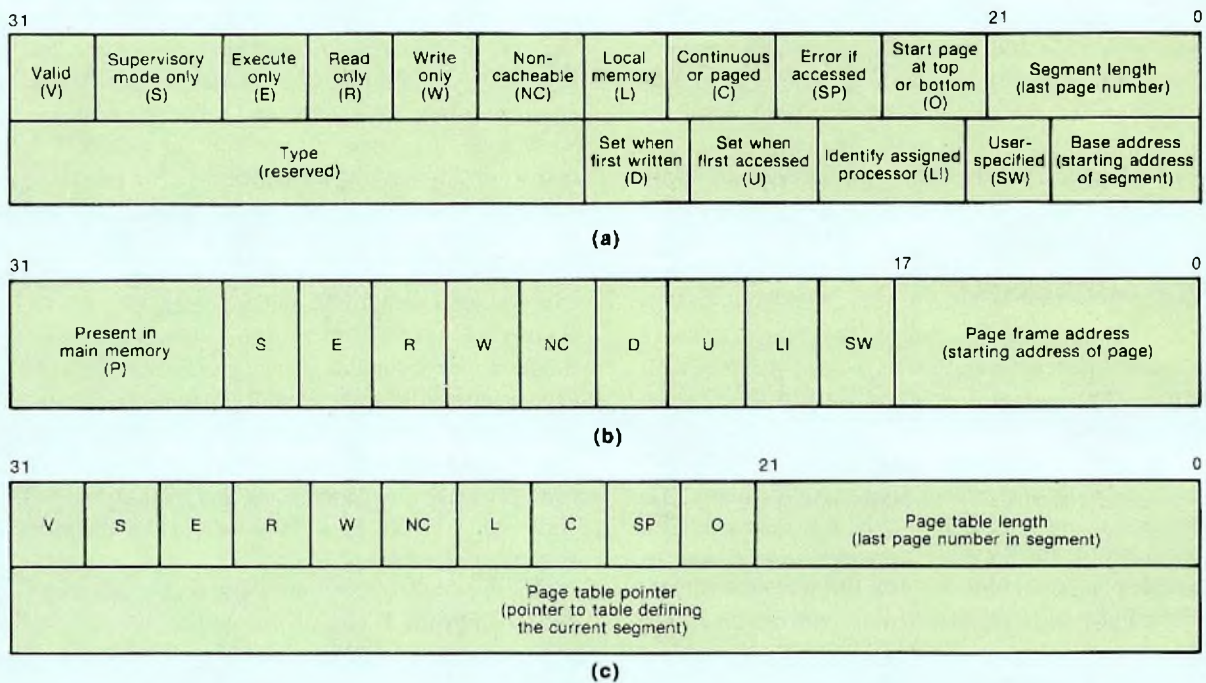 31 21 0
Valid
(V)
Supervisory
mode only
(S)
Execute
only
(E)
Read
only
(R)
Write
only
(W)
Non-
cacheable
(NC)
Local
memory
(L)
Continuous
or paged
(C)
Error if
accessed
(SP)
Start page
at top
or bottom
(O)
Segment length
(last page number)
Type
(reserved)
Set when
first written
(D)
Set when
first accessed
(U)
Identify assigned
processor (LI)
User-
specified
(SW)
Base address
(starting address
of segment)
(a)
31 17 0
Present in
main memory
(P)
S E R W NC D U LI SW
Page frame address
(starting address of page)
(b)
31 21 0
V S E R W NC L C SP O
Page table length
(last page number in segment)
Page table pointer
(pointer to table defining
the current segment)
(c)